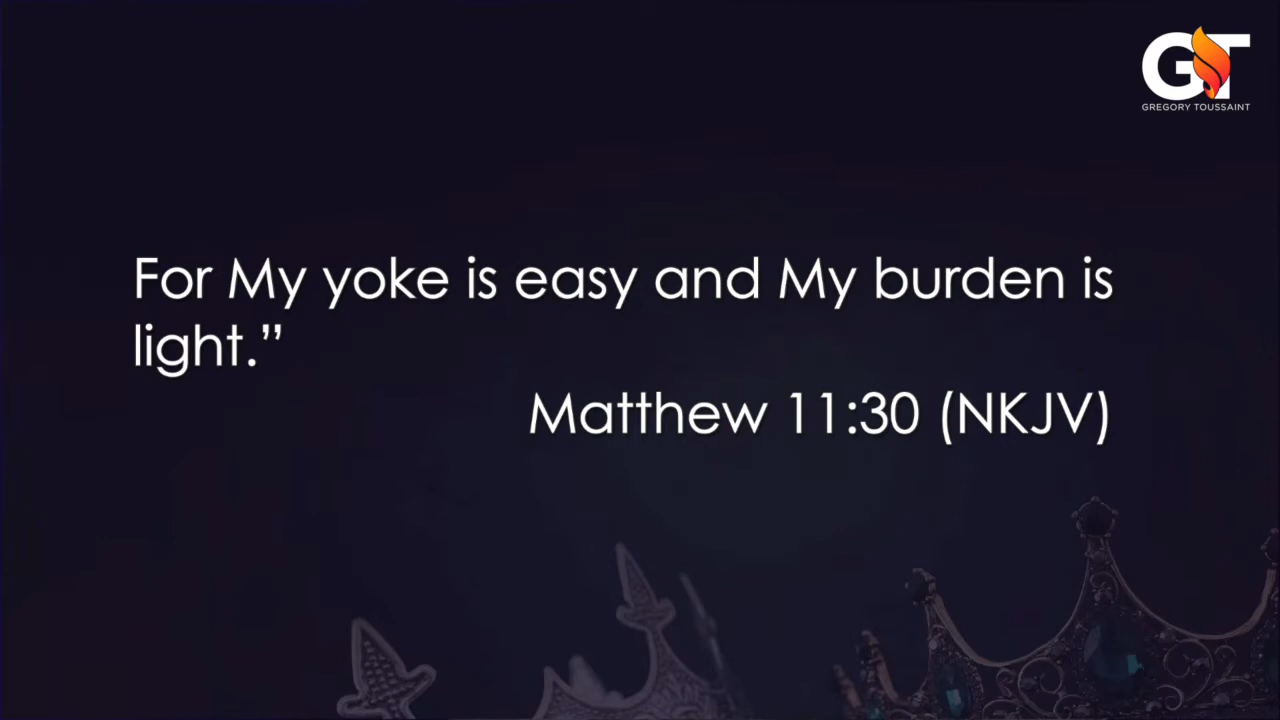 GT
GREGORY TOUSSAINT
For My yoke is easy and My burden is
light.”
Matthew 11:30 (NKJV)